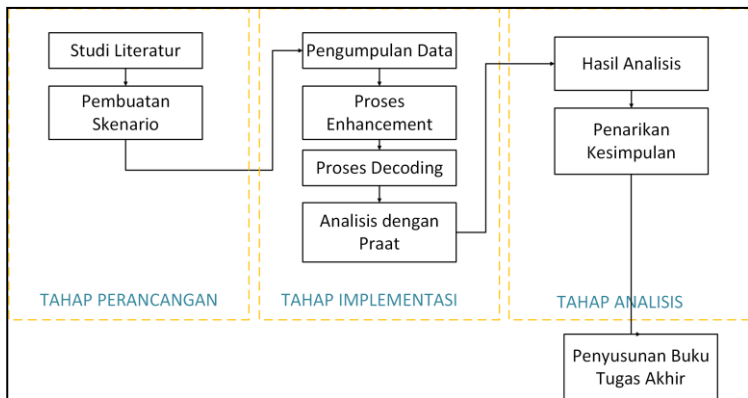 Studi Literatur
Pembuatan
Skenario
TAHAP PERANCANGAN
Pengumpulan Data
Proses
Enhancement
Proses Decoding
Analisis dengan
Praat
TAHAP IMPLEMENTASI
Hasil Analisis
Penarikan
Kesimpulan
TAHAP ANALISIS
Penyusunan Buku
Tugas Akhir